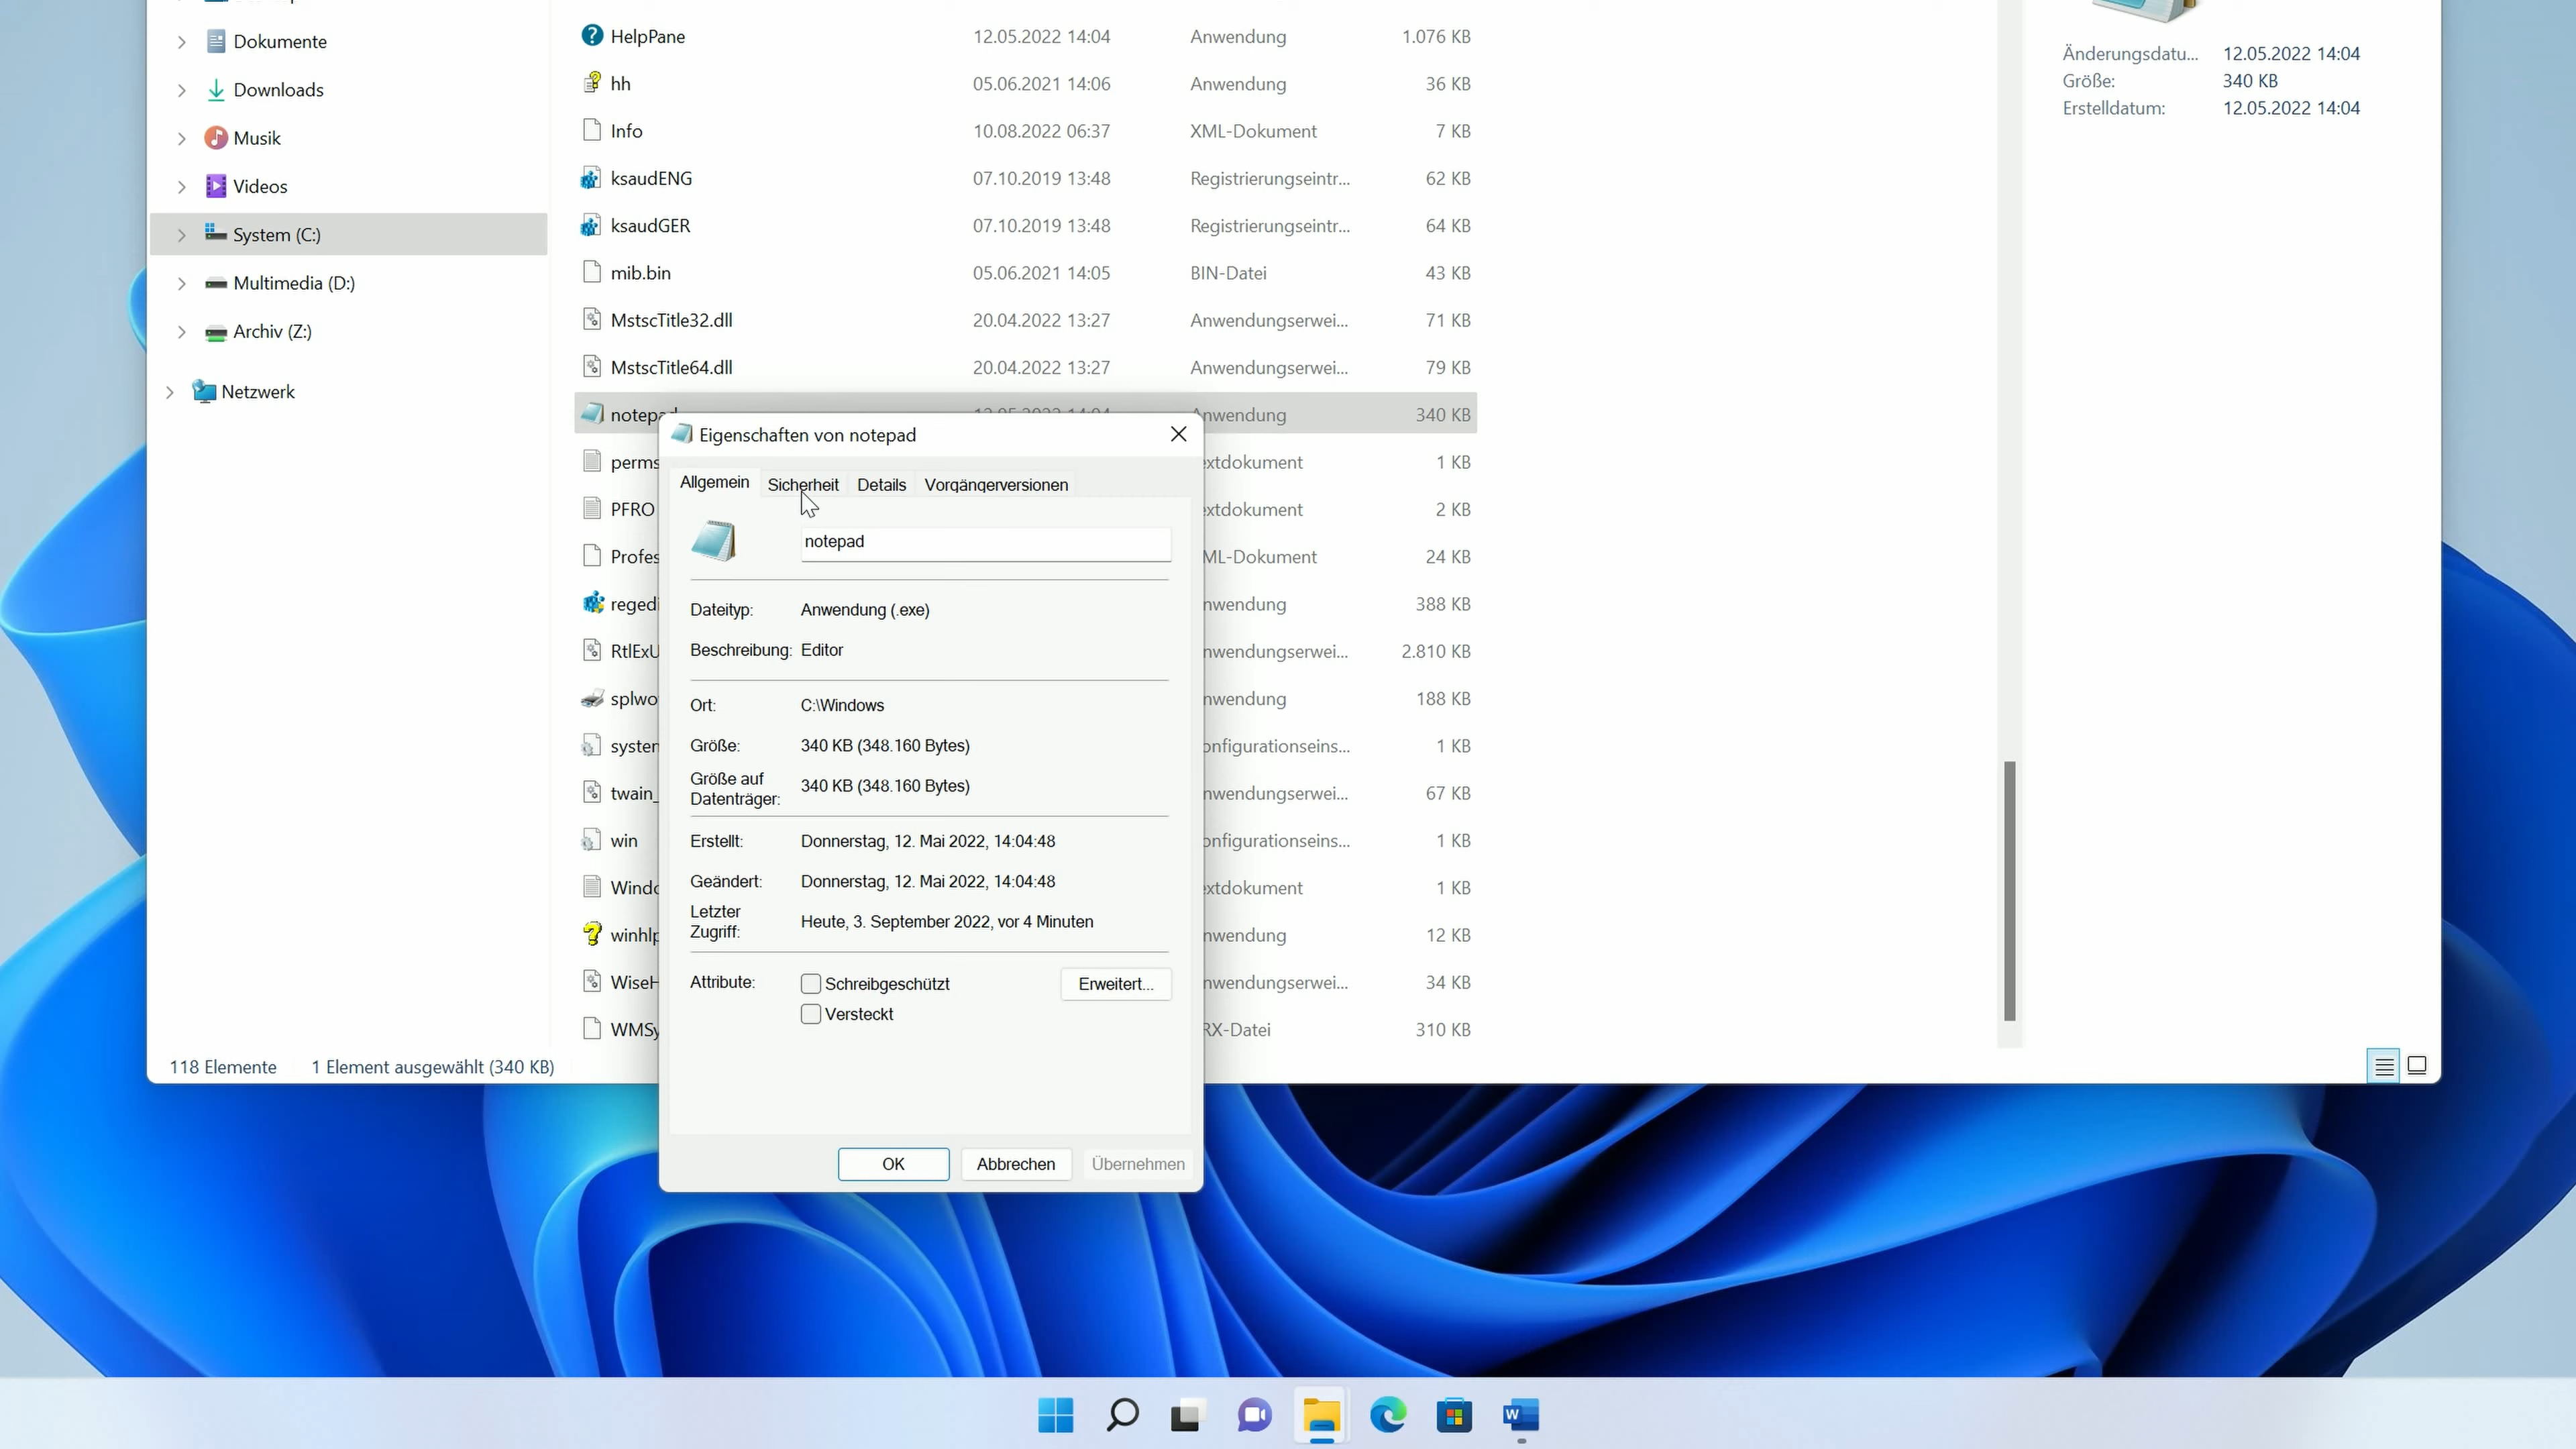 Dokumente
Downloads
Musik
Videos
System (C:)
Multimedia (D:)
Archiv (Z:)
Netzwerk
HelpPane 12.05.2022 14:04 Anwendung 1.076 KB
hh 05.06.2021 14:06 Anwendung 36 KB
Info 10.08.2022 06:37 XML-Dokument 7 KB
ksaudENG 07.10.2019 13:48 Registrierungseintr... 62 KB
ksaudGER 07.10.2019 13:48 Registrierungseintr... 64 KB
mib.bin 05.06.2021 14:05 BIN-Datei 43 KB
MstscTitle32.dll 20.04.2022 13:27 Anwendungserwei... 71 KB
MstscTitle64.dll 20.04.2022 13:27 Anwendungserwei... 79 KB
notepad Anwendung 340 KB
perms extdokument 1 KB
PFRO extdokument 2 KB
Profes ML-Dokument 24 KB
regedi nwendung 388 KB
RtlExU nwendungserwei... 2.810 KB
splwo nwendung 188 KB
system onfigurationseins... 1 KB
twain_ nwendungserwei... 67 KB
win onfigurationseins... 1 KB
Windo extdokument 1 KB
winhlp nwendung 12 KB
WiseH nwendungserwei... 34 KB
WMSy RX-Datei 310 KB
118 Elemente 1 Element ausgewählt (340 KB)
Änderungsdatu... 12.05.2022 14:04
Größe: 340 KB
Erstelldatum: 12.05.2022 14:04
Eigenschaften von notepad
Allgemein Sicherheit Details Vorgängerversionen
notepad
Dateityp: Anwendung (.exe)
Beschreibung: Editor
Ort: C:\Windows
Größe: 340 KB (348.160 Bytes)
Größe auf
Datenträger: 340 KB (348.160 Bytes)
Erstellt: Donnerstag, 12. Mai 2022, 14:04:48
Geändert: Donnerstag, 12. Mai 2022, 14:04:48
Letzter
Zugriff: Heute, 3. September 2022, vor 4 Minuten
Attribute: Schreibgeschützt Erweitert...
Versteckt
OK Abbrechen Übernehmen
W